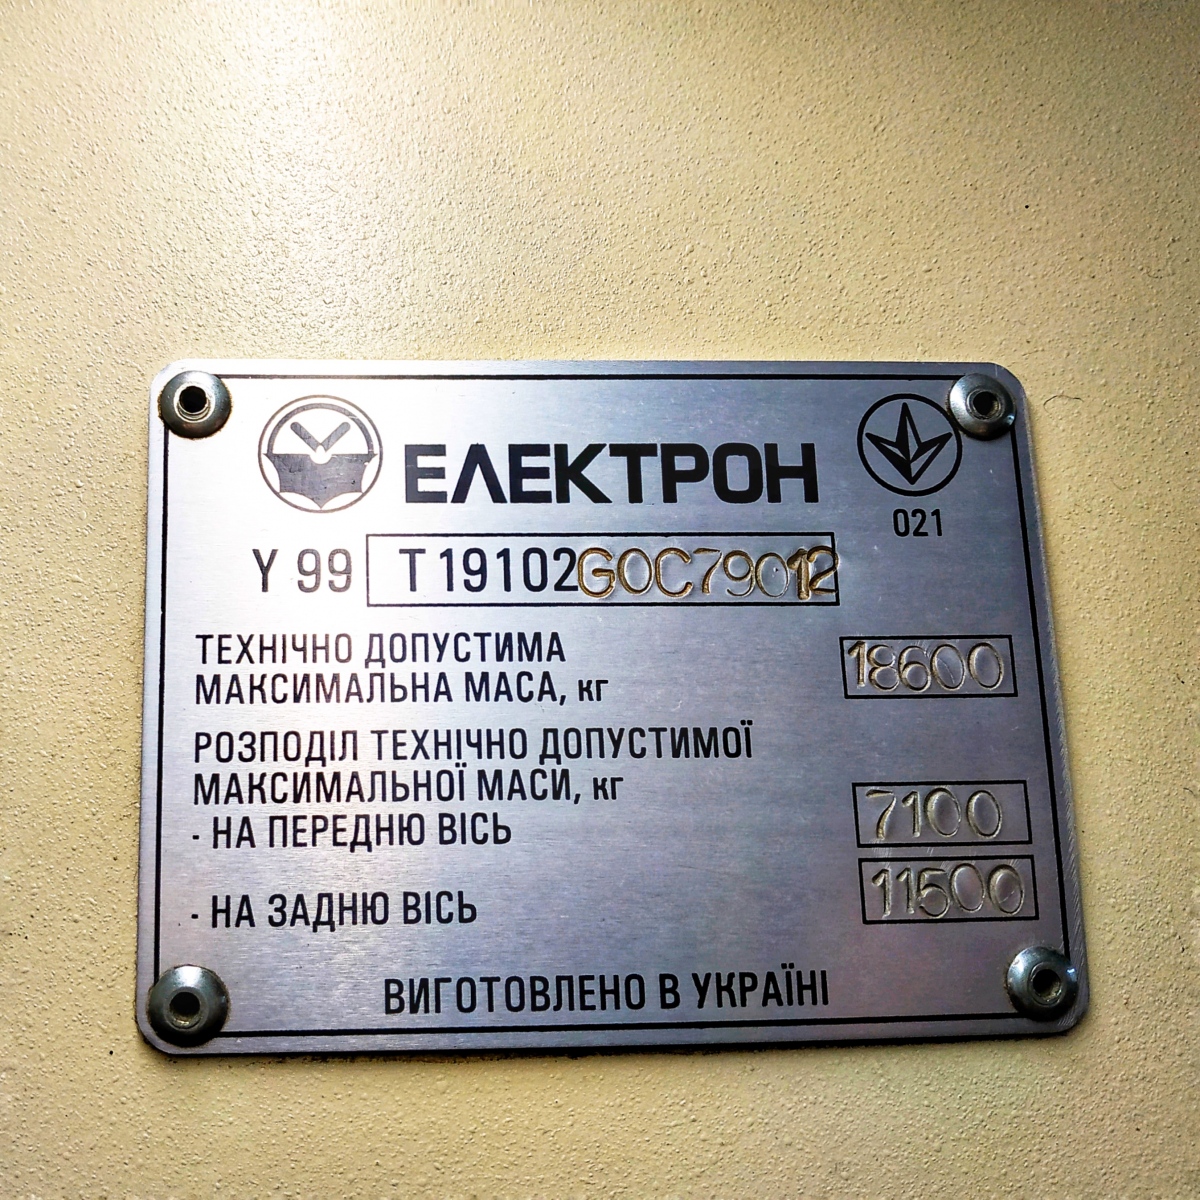 ЕЛЕКТРОН
021
Y 99 T19102G0C79012
ТЕХНІЧНО ДОПУСТИМА
МАКСИМАЛЬНА МАСА, кг 18600
РОЗПОДІЛ ТЕХНІЧНО ДОПУСТИМОЇ
МАКСИМАЛЬНОЇ МАСИ, кг
- НА ПЕРЕДНЮ ВІСЬ 7100
- НА ЗАДНЮ ВІСЬ 11500
ВИГОТОВЛЕНО В УКРАЇНІ